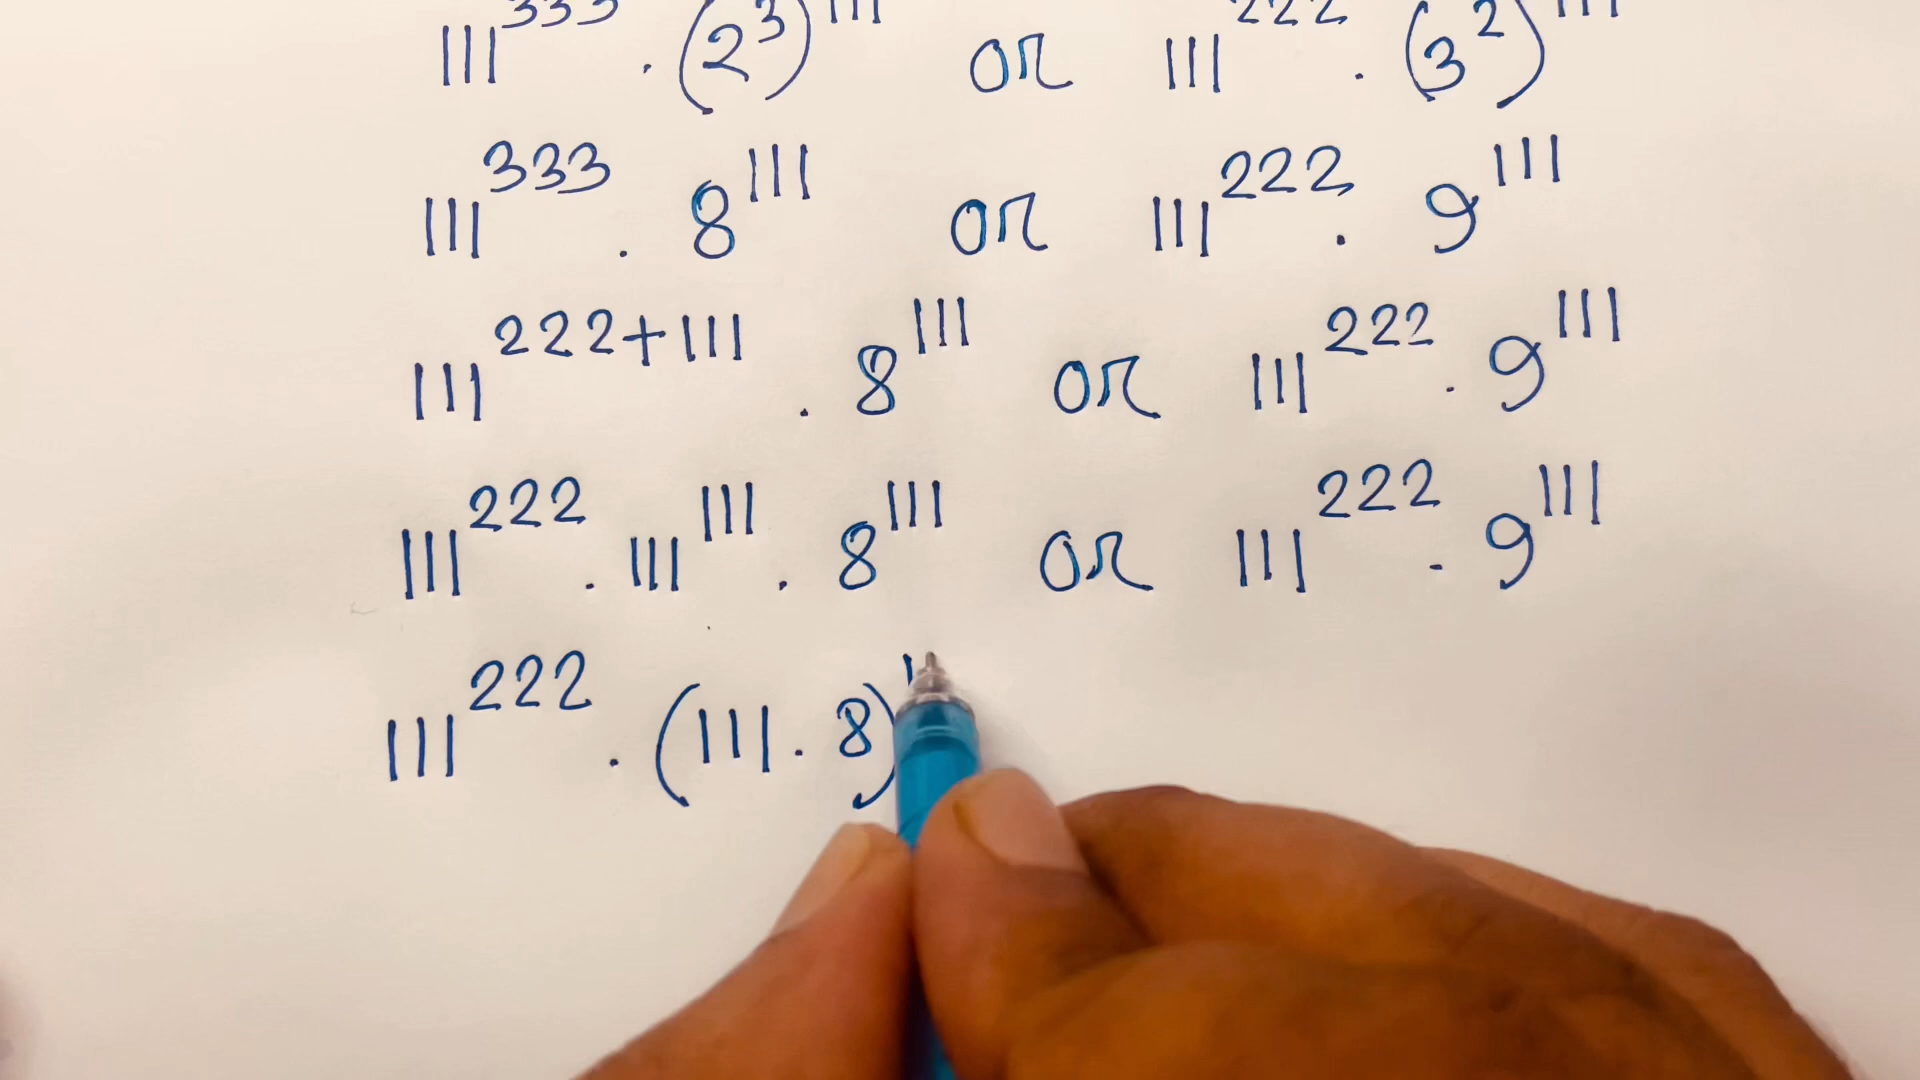 111^333 . (2^3)^111 or 111^222 . (3^2)^111
111^333 . 8^111 or 111^222 . 9^111
111^222+111 . 8^111 or 111^222 . 9^111
111^222 . 111^111 . 8^111 or 111^222 . 9^111
111^222 . (111 . 8)^1